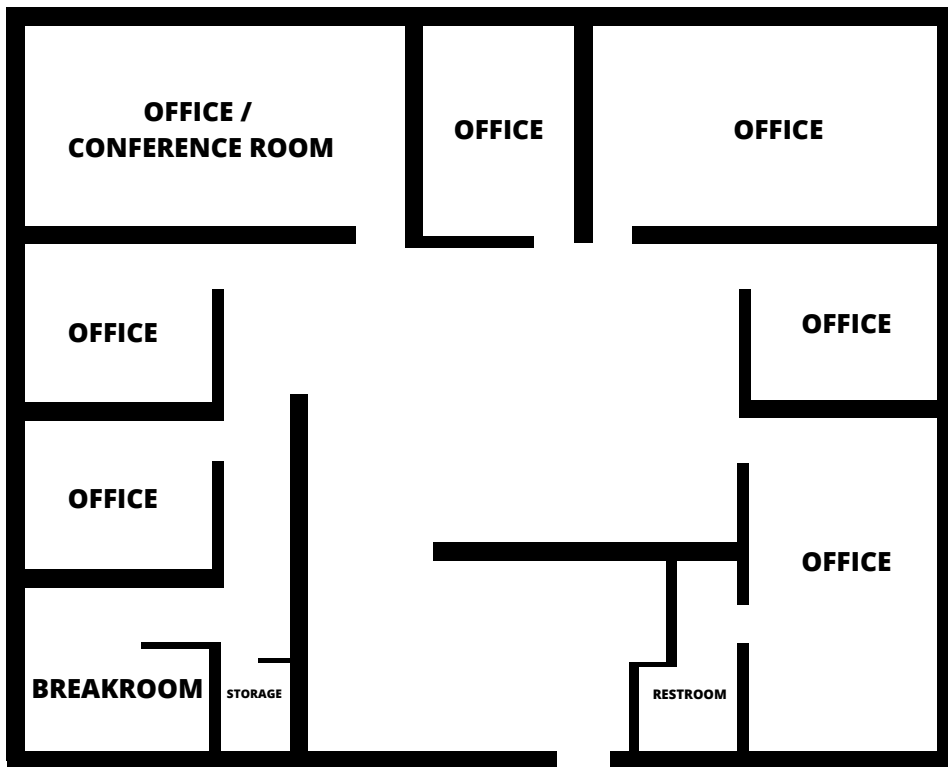 OFFICE /
CONFERENCE ROOM
OFFICE
OFFICE
OFFICE
OFFICE
OFFICE
OFFICE
BREAKROOM
STORAGE
RESTROOM